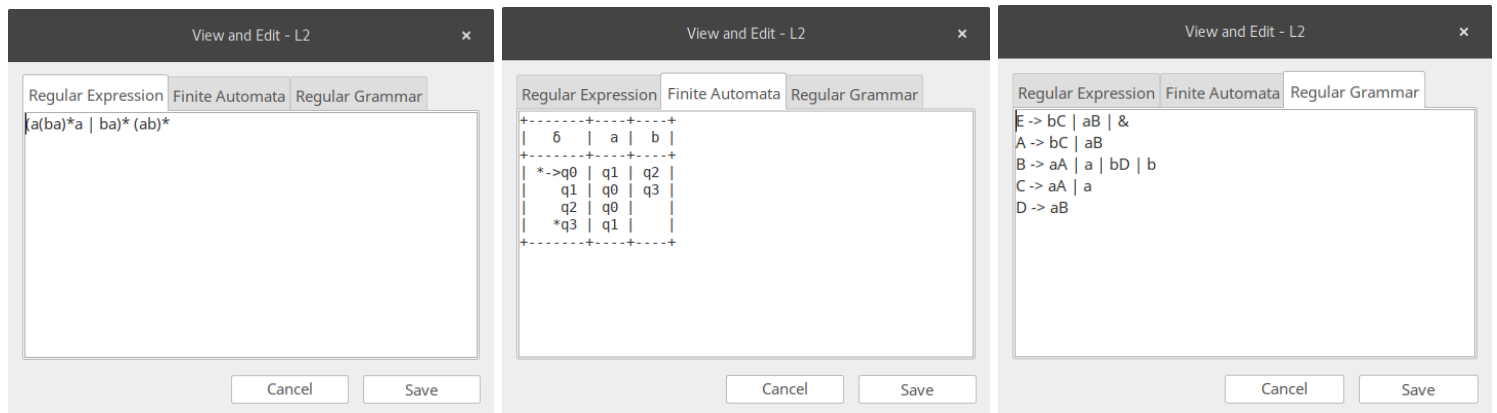 View and Edit - L2 ×
Regular Expression Finite Automata Regular Grammar
(a(ba)*a | ba)* (ab)*
Cancel Save
View and Edit - L2 ×
Regular Expression Finite Automata Regular Grammar
+-------+----+----+
|   δ   |  a |  b |
+-------+----+----+
| *->q0 | q1 | q2 |
|    q1 | q0 | q3 |
|    q2 | q0 |    |
|   *q3 | q1 |    |
+-------+----+----+
Cancel Save
View and Edit - L2 ×
Regular Expression Finite Automata Regular Grammar
E -> bC | aB | &
A -> bC | aB
B -> aA | a | bD | b
C -> aA | a
D -> aB
Cancel Save